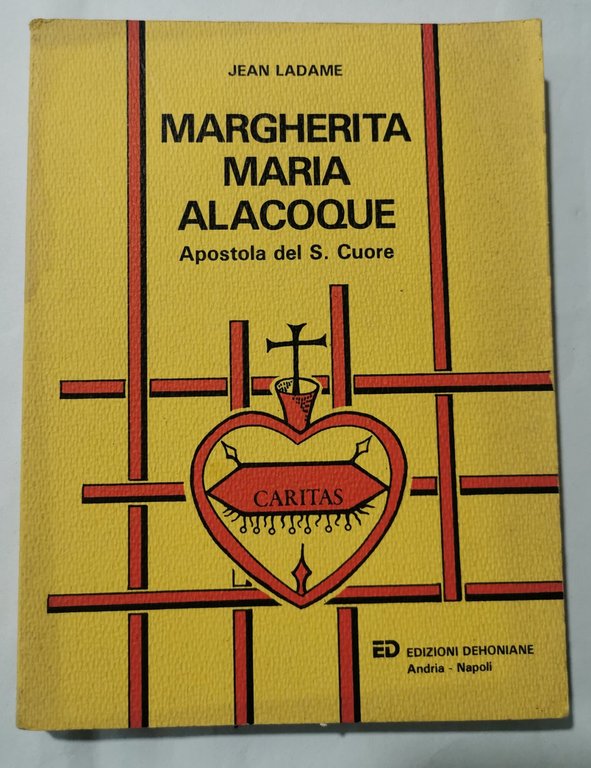 JEAN LADAME
MARGHERITA
MARIA
ALACOQUE
Apostola del S. Cuore
CARITAS
ED EDIZIONI DEHONIANE
Andria - Napoli